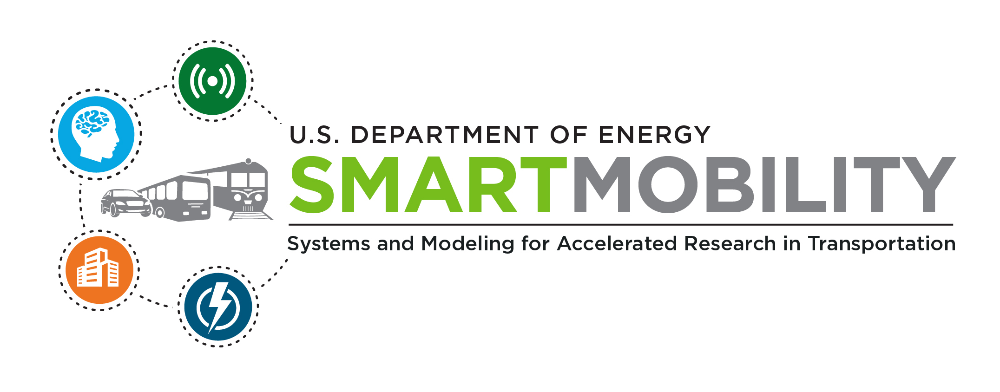 U.S. DEPARTMENT OF ENERGY
SMARTMOBILITY
Systems and Modeling for Accelerated Research in Transportation